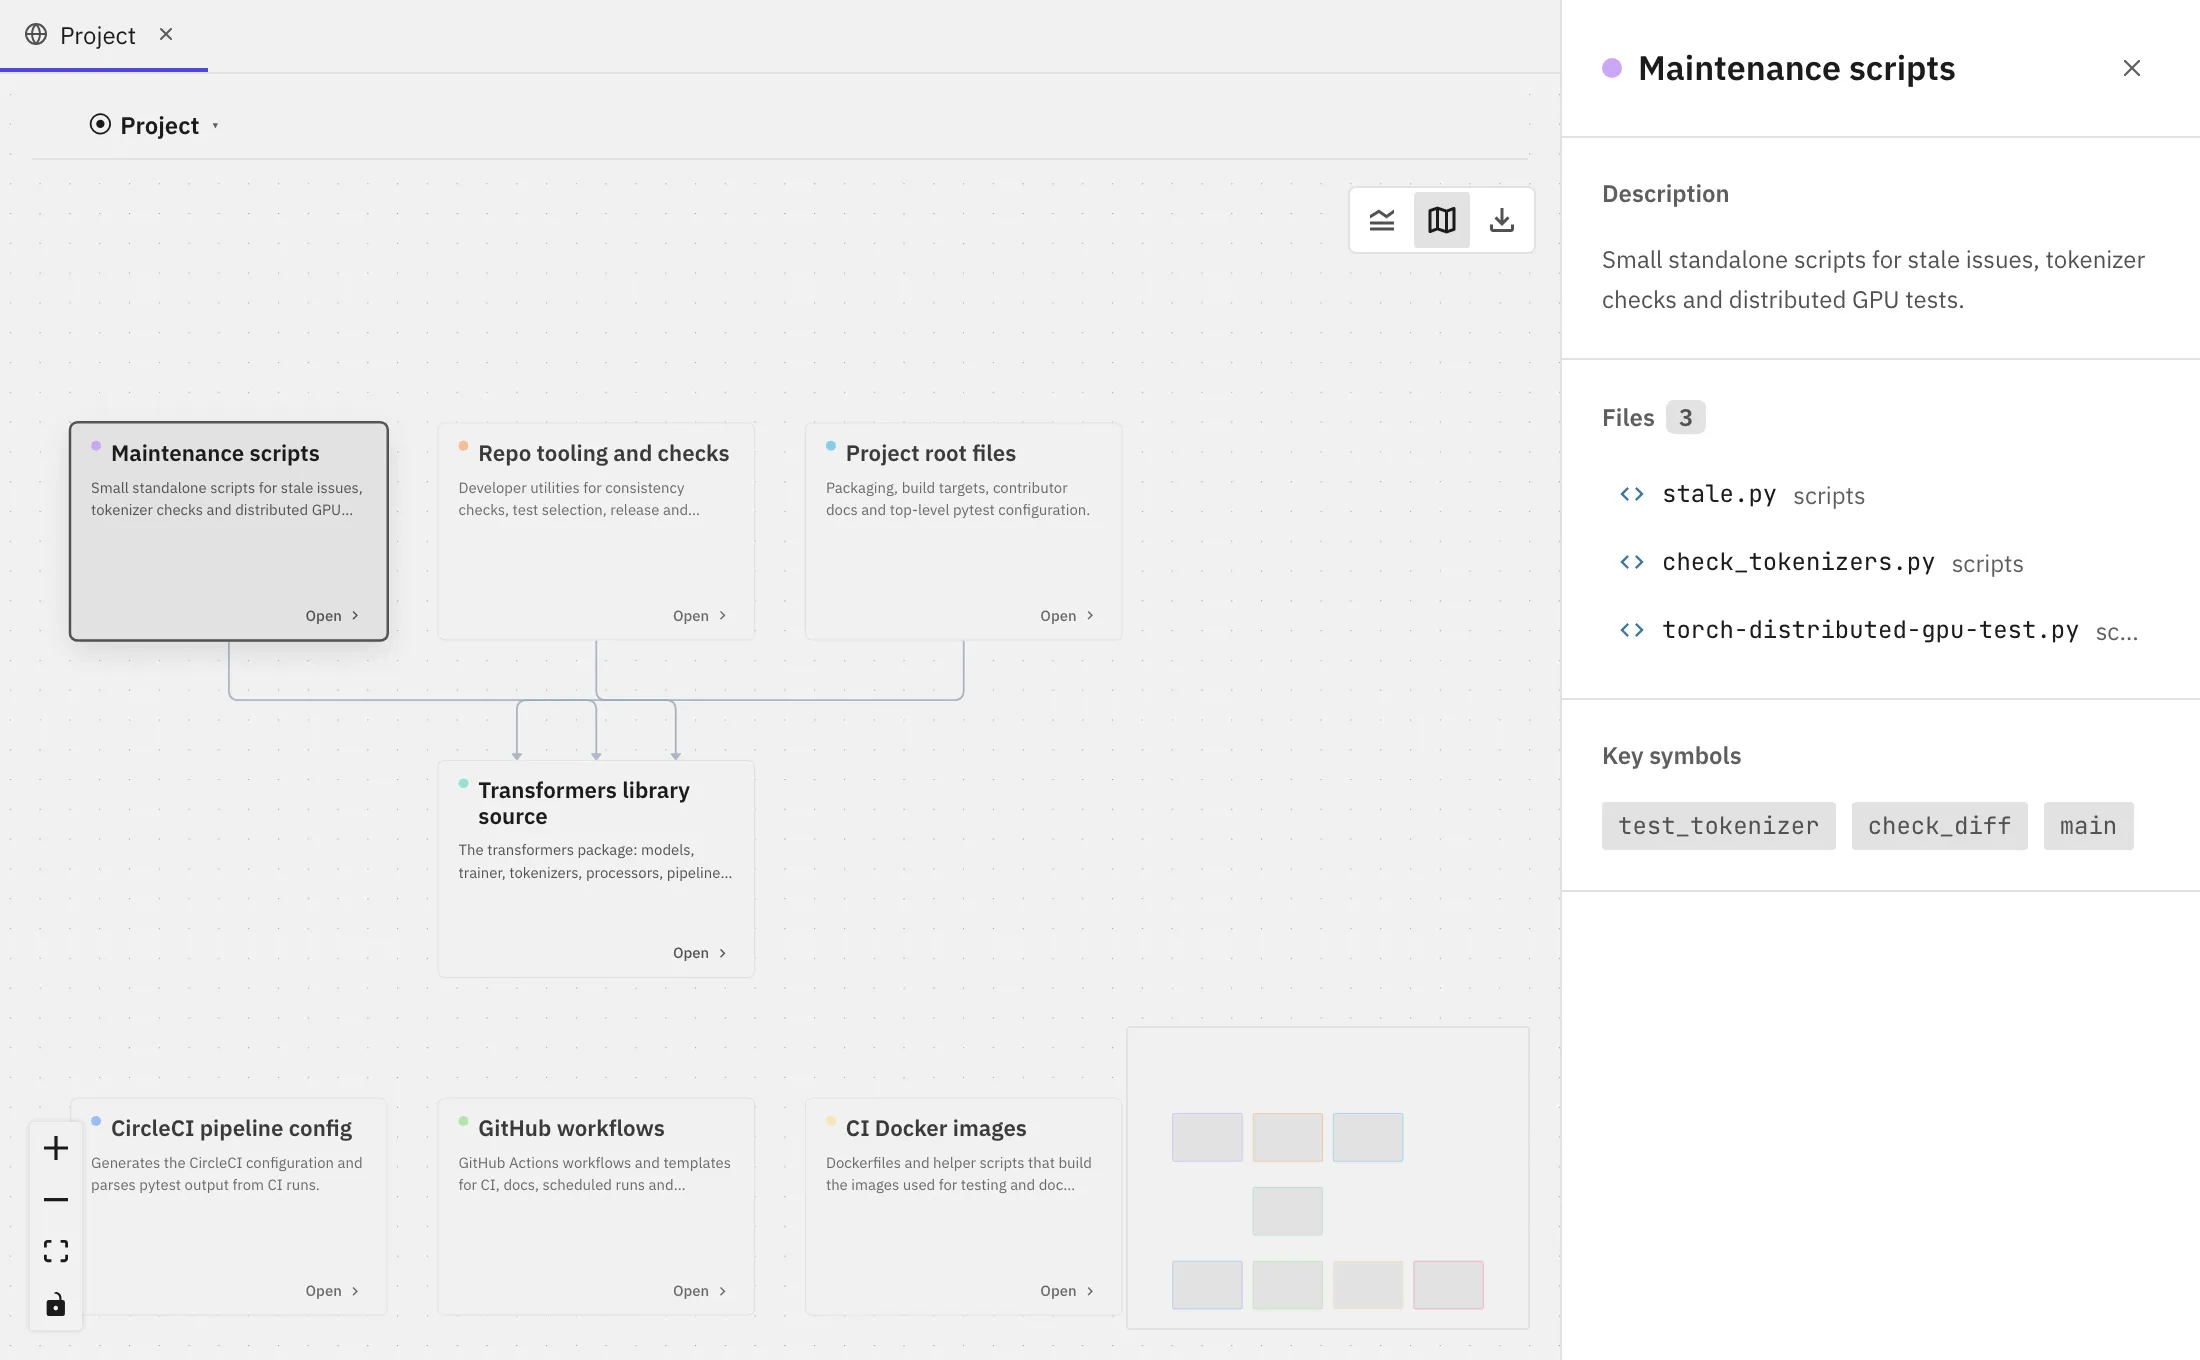 Project
Project
Maintenance scripts
Small standalone scripts for stale issues,
tokenizer checks and distributed GPU...
Open
Repo tooling and checks
Developer utilities for consistency
checks, test selection, release and...
Open
Project root files
Packaging, build targets, contributor
docs and top-level pytest configuration.
Open
Transformers library
source
The transformers package: models,
trainer, tokenizers, processors, pipeline...
Open
CircleCI pipeline config
Generates the CircleCI configuration and
parses pytest output from CI runs.
Open
GitHub workflows
GitHub Actions workflows and templates
for CI, docs, scheduled runs and...
Open
CI Docker images
Dockerfiles and helper scripts that build
the images used for testing and doc...
Open
Maintenance scripts
Description
Small standalone scripts for stale issues, tokenizer
checks and distributed GPU tests.
Files 3
stale.py scripts
check_tokenizers.py scripts
torch-distributed-gpu-test.py sc...
Key symbols
test_tokenizer check_diff main